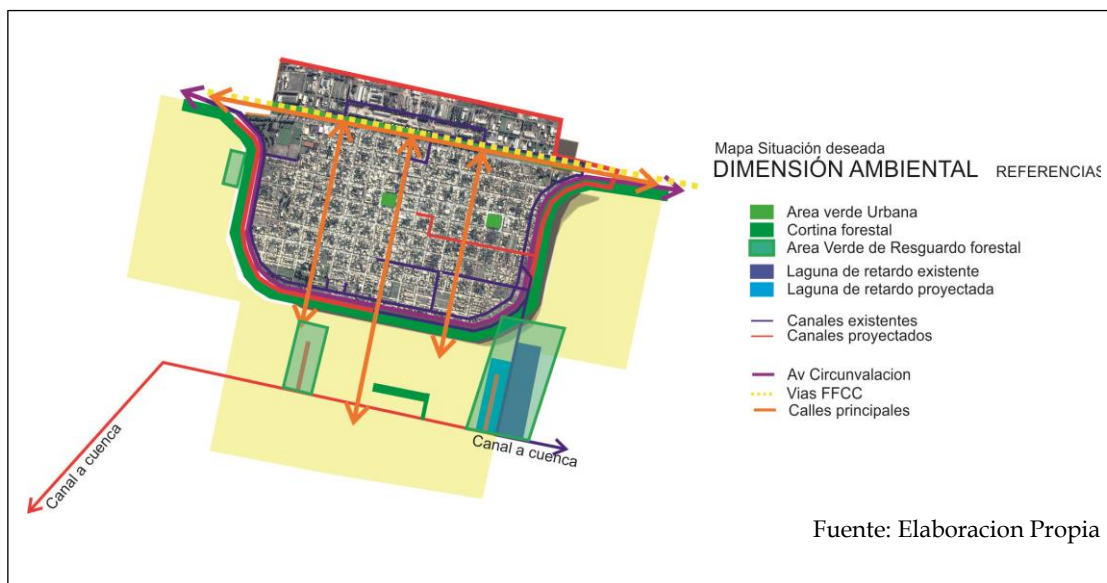 Mapa Situación deseada
DIMENSIÓN AMBIENTAL REFERENCIAS
Area verde Urbana
Cortina forestal
Area Verde de Resguardo forestal
Laguna de retardo existente
Laguna de retardo proyectada
Canales existentes
Canales proyectados
Av Circunvalacion
Vias FFCC
Calles principales
Canal a cuenca
Canal a cuenca
Fuente: Elaboracion Propia